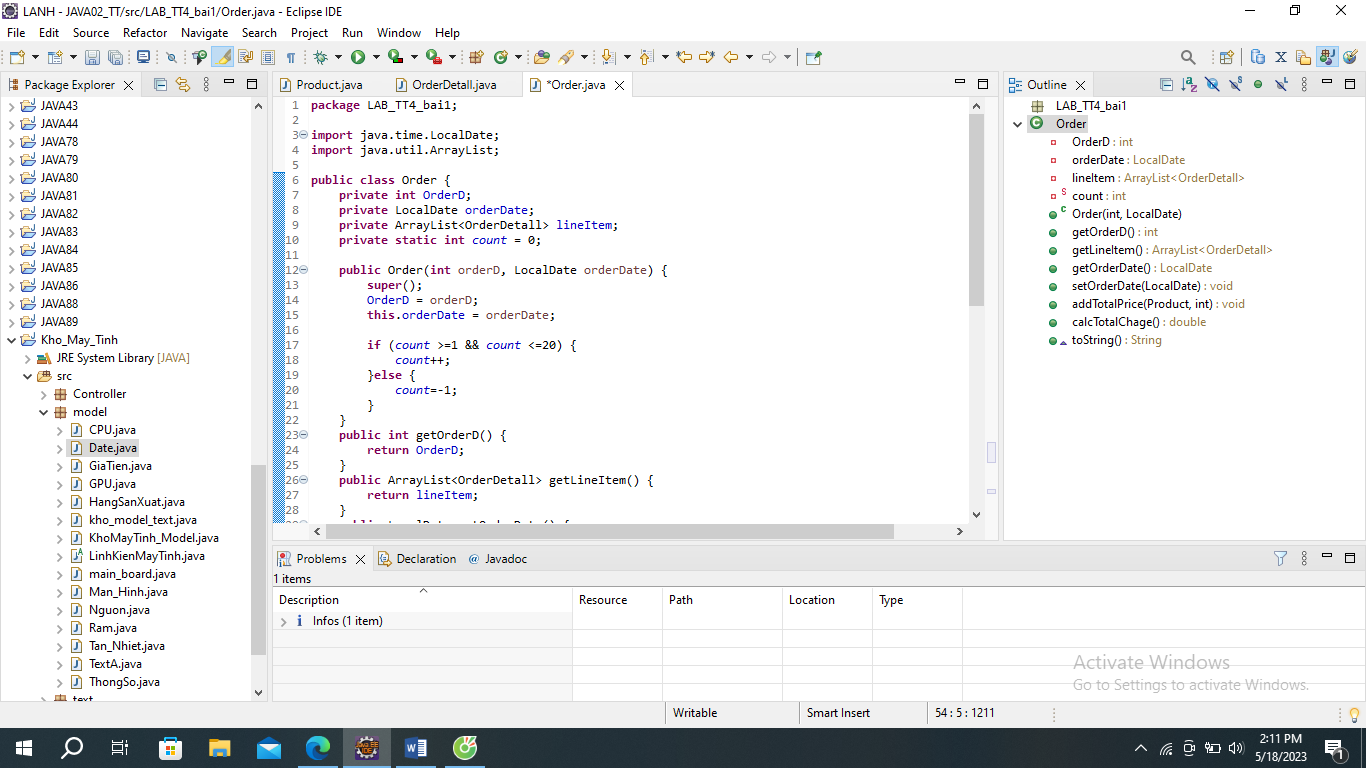 LANH - JAVA02_TT/src/LAB_TT4_bai1/Order.java - Eclipse IDE
File Edit Source Refactor Navigate Search Project Run Window Help
Package Explorer
JAVA43
JAVA44
JAVA78
JAVA79
JAVA80
JAVA81
JAVA82
JAVA83
JAVA84
JAVA85
JAVA86
JAVA88
JAVA89
Kho_May_Tinh
JRE System Library [JAVA]
src
Controller
model
CPU.java
Date.java
GiaTien.java
GPU.java
HangSanXuat.java
kho_model_text.java
KhoMayTinh_Model.java
LinhKienMayTinh.java
main_board.java
Man_Hinh.java
Nguon.java
Ram.java
Tan_Nhiet.java
TextA.java
ThongSo.java
text
Product.java OrderDetall.java *Order.java
1 package LAB_TT4_bai1;
2
3 import java.time.LocalDate;
4 import java.util.ArrayList;
5
6 public class Order {
7 private int OrderD;
8 private LocalDate orderDate;
9 private ArrayList<OrderDetall> lineItem;
10 private static int count = 0;
11
12 public Order(int orderD, LocalDate orderDate) {
13 super();
14 OrderD = orderD;
15 this.orderDate = orderDate;
16
17 if (count >=1 && count <=20) {
18 count++;
19 }else {
20 count=-1;
21 }
22 }
23 public int getOrderD() {
24 return OrderD;
25 }
26 public ArrayList<OrderDetall> getLineItem() {
27 return lineItem;
28 }
Outline
LAB_TT4_bai1
Order
OrderD : int
orderDate : LocalDate
lineItem : ArrayList<OrderDetall>
count : int
Order(int, LocalDate)
getOrderD() : int
getLineItem() : ArrayList<OrderDetall>
getOrderDate() : LocalDate
setOrderDate(LocalDate) : void
addTotalPrice(Product, int) : void
calcTotalChage() : double
toString() : String
Problems Declaration @ Javadoc
1 items
Description Resource Path Location Type
Infos (1 item)
Activate Windows
Go to Settings to activate Windows.
Writable Smart Insert 54 : 5 : 1211
2:11 PM
5/18/2023